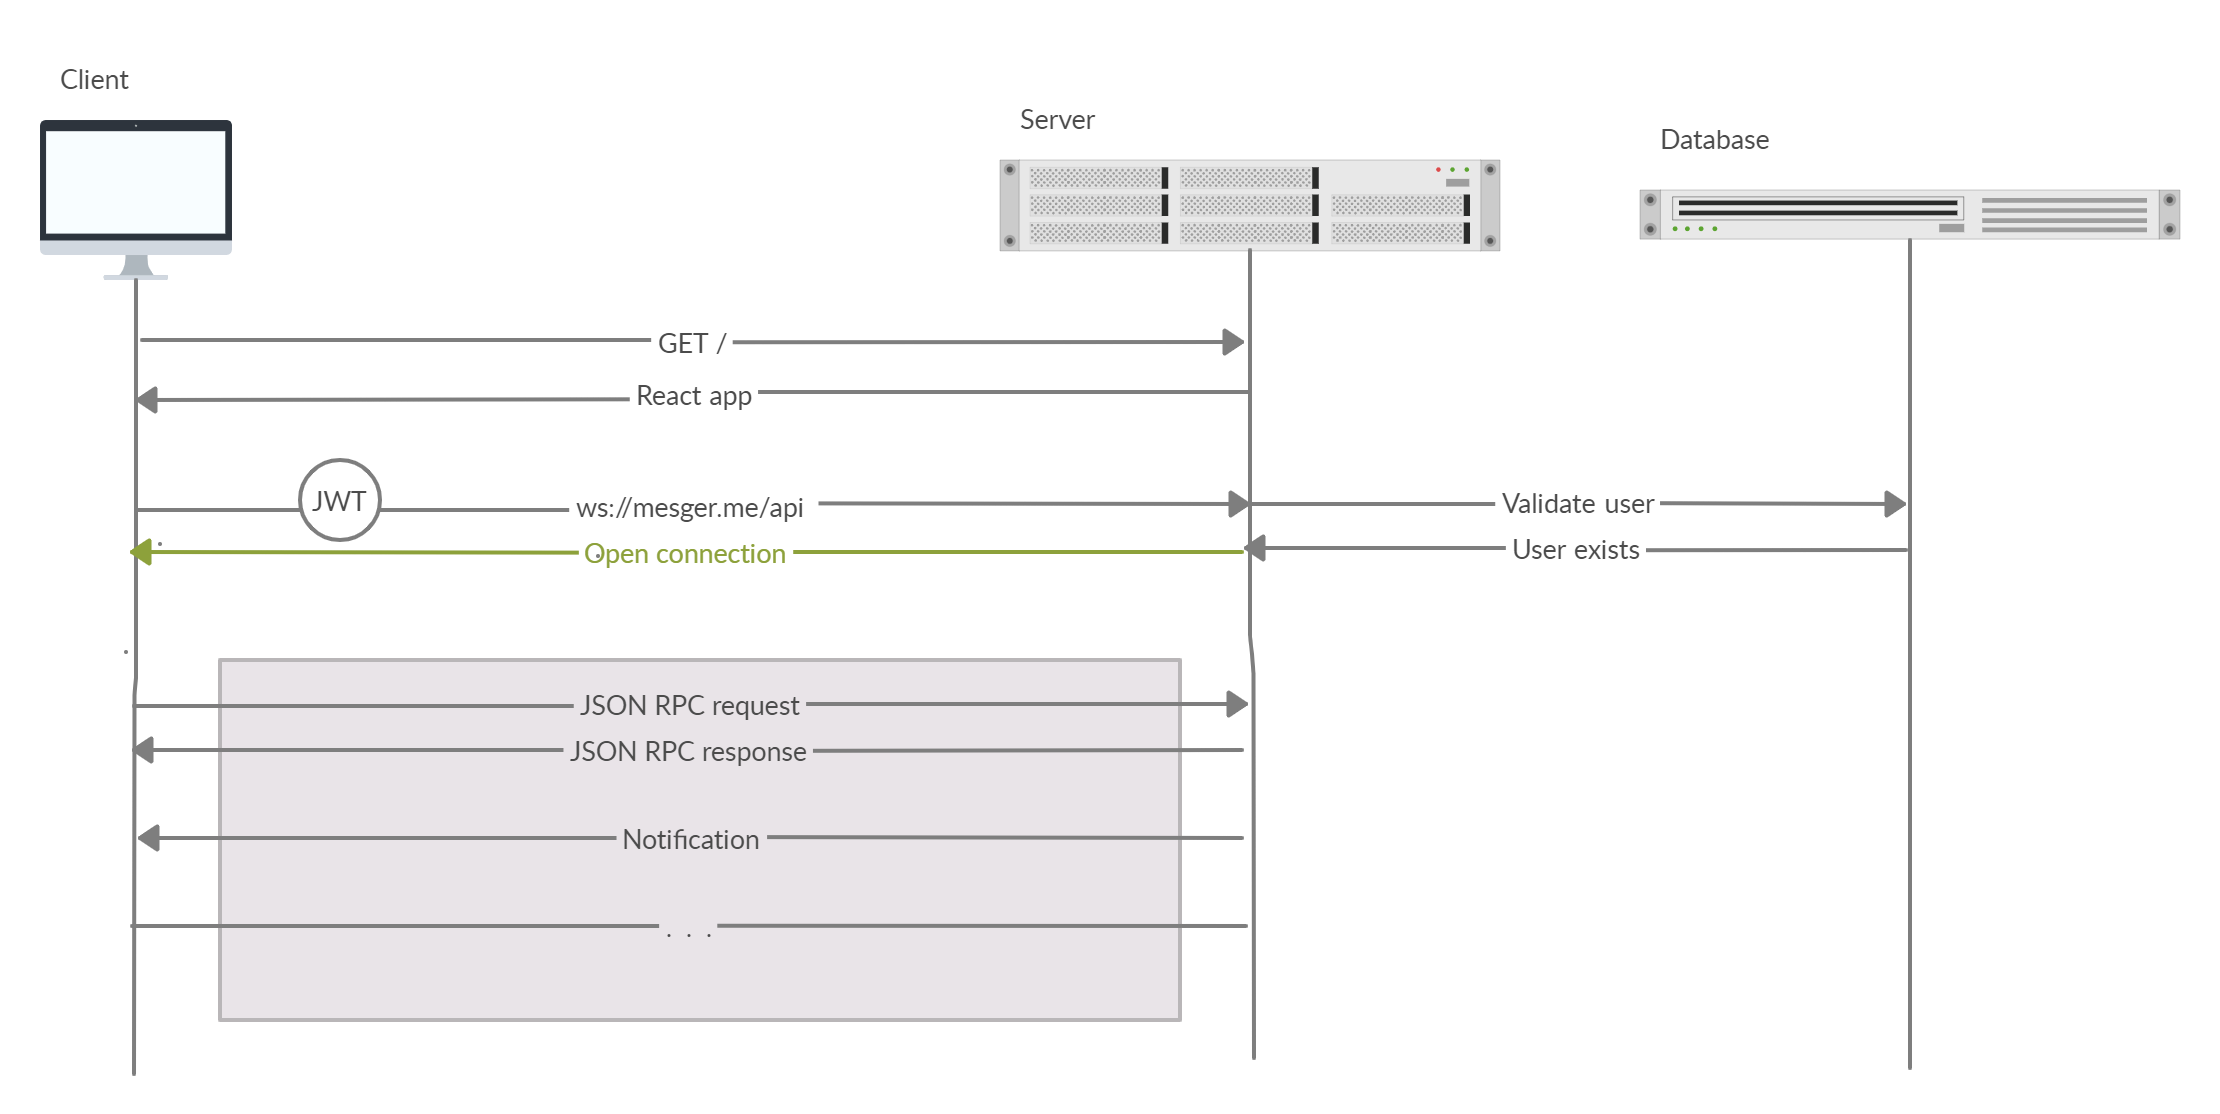 Client
Server
Database
GET /
React app
JWT
ws://mesger.me/api
Validate user
Open connection
User exists
JSON RPC request
JSON RPC response
Notification
. . .